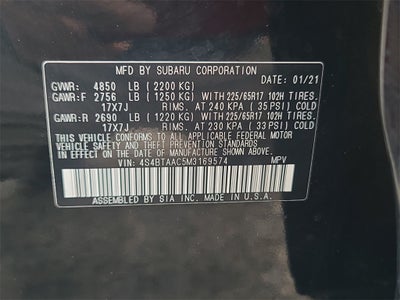 MFD BY SUBARU CORPORATION DATE: 01/21
GVWR: 4850 LB (2200 KG)
GAWR:F 2756 LB (1250 KG) WITH 225/65R17 102H TIRES.
17X7J RIMS. AT 240 KPA (35 PSI) COLD
GAWR:R 2690 LB (1220 KG) WITH 225/65R17 102H TIRES.
17X7J RIMS. AT 230 KPA (33 PSI) COLD
THIS VEHICLE CONFORMS TO ALL APPLICABLE FEDERAL MOTOR
VEHICLE SAFETY, BUMPER, AND THEFT PREVENTION STANDARDS
IN EFFECT ON THE DATE OF MANUFACTURE SHOWN ABOVE.
VIN: 4S4BTAAC5M3169574 MPV
ASSEMBLED BY SIA INC. MADE IN U.S.A.